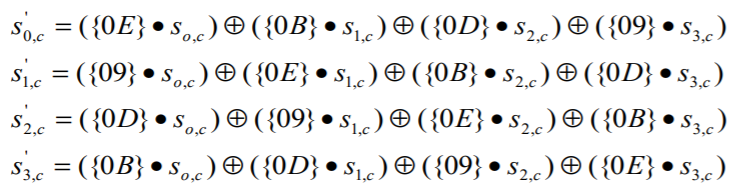 s'₀,c = ({0E} • sₒ,c) ⊕ ({0B} • s₁,c) ⊕ ({0D} • s₂,c) ⊕ ({09} • s₃,c)
s'₁,c = ({09} • sₒ,c) ⊕ ({0E} • s₁,c) ⊕ ({0B} • s₂,c) ⊕ ({0D} • s₃,c)
s'₂,c = ({0D} • sₒ,c) ⊕ ({09} • s₁,c) ⊕ ({0E} • s₂,c) ⊕ ({0B} • s₃,c)
s'₃,c = ({0B} • sₒ,c) ⊕ ({0D} • s₁,c) ⊕ ({09} • s₂,c) ⊕ ({0E} • s₃,c)